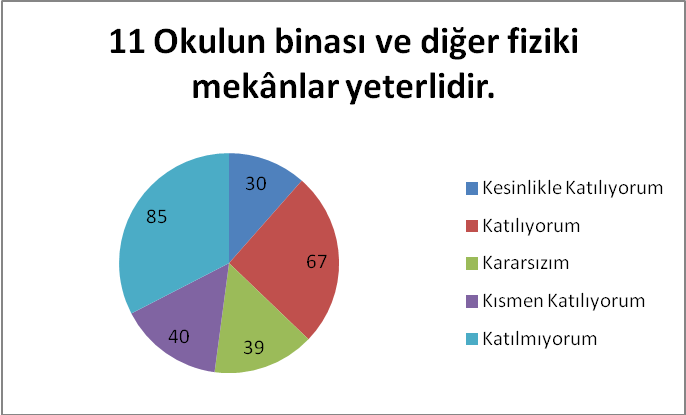 11 Okulun binası ve diğer fiziki
mekânlar yeterlidir.
30
67
39
40
85
Kesinlikle Katılıyorum
Katılıyorum
Kararsızım
Kısmen Katılıyorum
Katılmıyorum